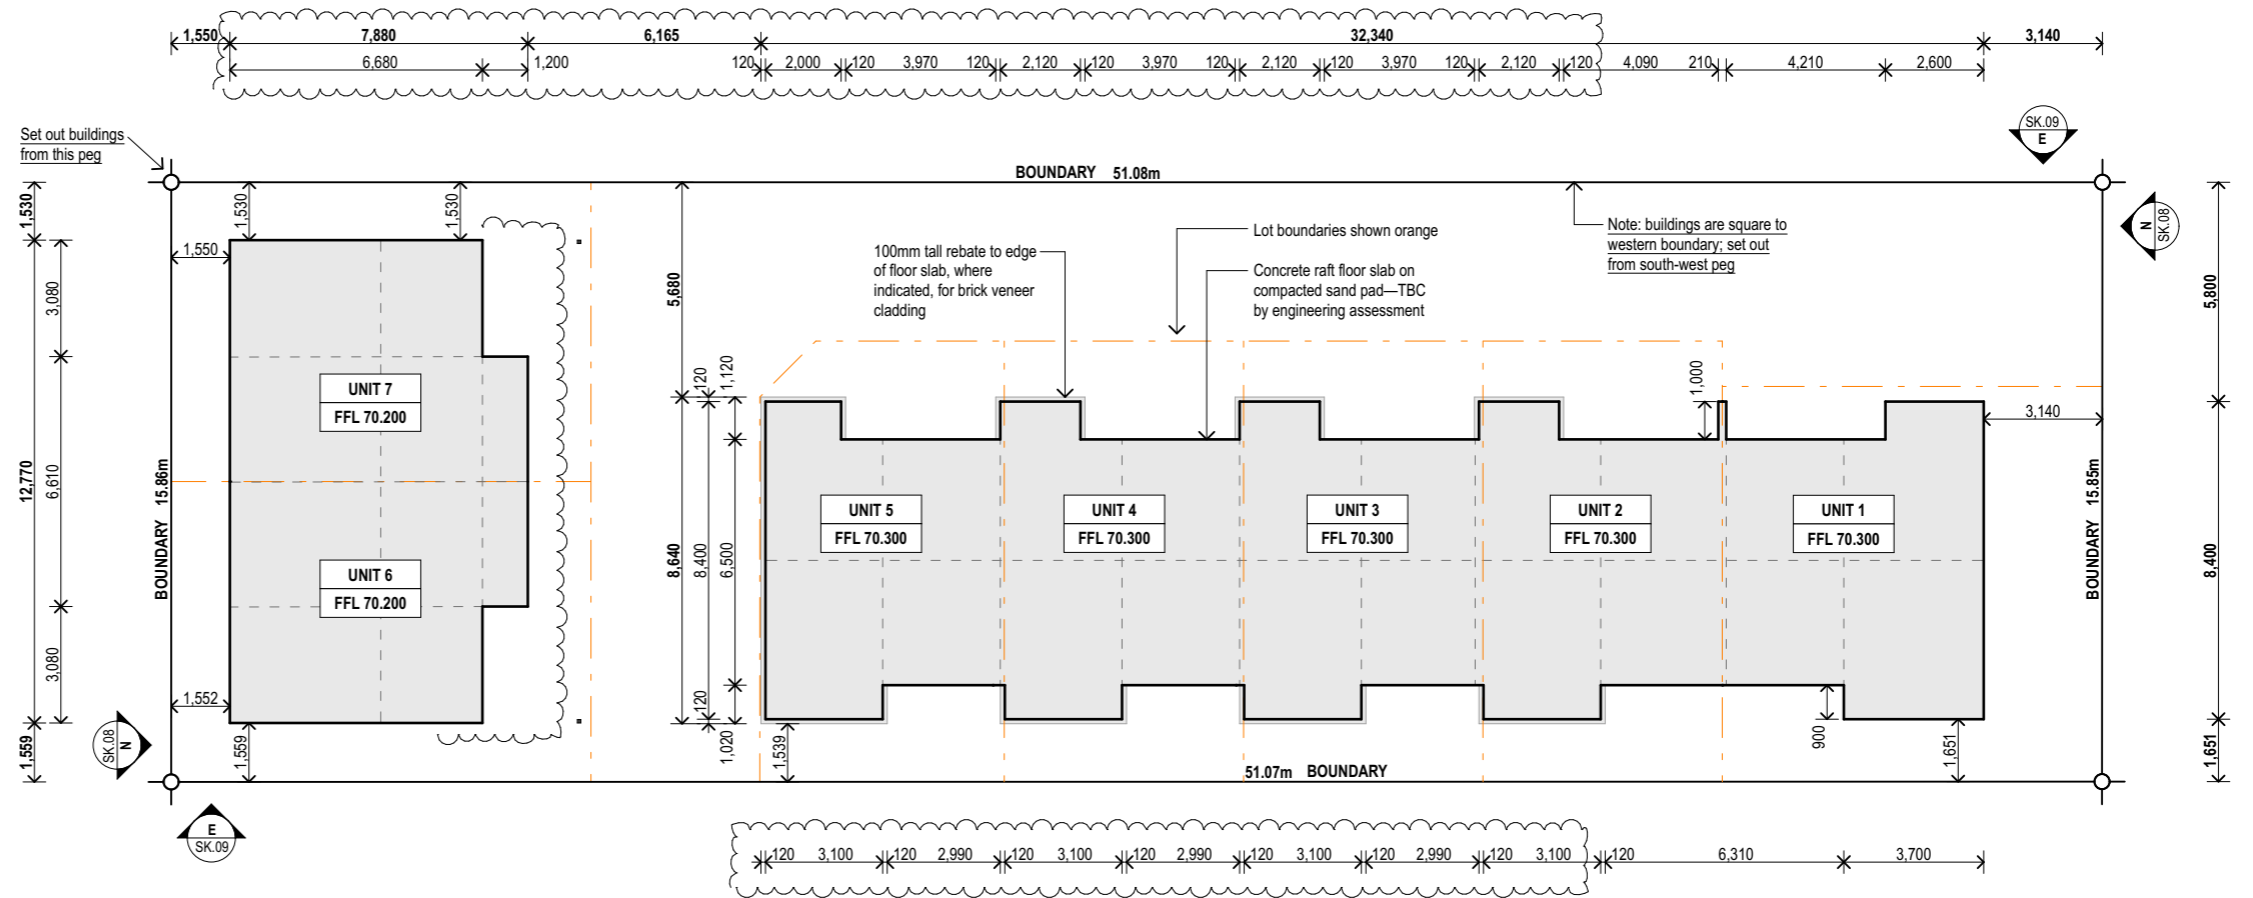 1,550 7,880 6,165 32,340 3,140
6,680 1,200 120 2,000 120 3,970 120 2,120 120 3,970 120 2,120 120 3,970 120 2,120 120 4,090 210 4,210 2,600
Set out buildings
from this peg
SK.09
E
BOUNDARY 51.08m
N
SK.08
1,530
1,530
1,530
1,550
Note: buildings are square to
western boundary; set out
from south-west peg
Lot boundaries shown orange
100mm tall rebate to edge
of floor slab, where
indicated, for brick veneer
cladding
Concrete raft floor slab on
compacted sand pad—TBC
by engineering assessment
5,680
5,800
3,080
120
1,120
1,000
3,140
UNIT 7
FFL 70.200
12,770
6,610
BOUNDARY 15.86m
8,640
8,400
6,500
UNIT 5
FFL 70.300
UNIT 4
FFL 70.300
UNIT 3
FFL 70.300
UNIT 2
FFL 70.300
UNIT 1
FFL 70.300
BOUNDARY 15.85m
8,400
UNIT 6
FFL 70.200
3,080
1,552
120
1,020
1,539
900
1,651
1,651
1,559
1,559
SK.08
N
51.07m BOUNDARY
E
SK.09
120 3,100 120 2,990 120 3,100 120 2,990 120 3,100 120 2,990 120 3,100 120 6,310 3,700